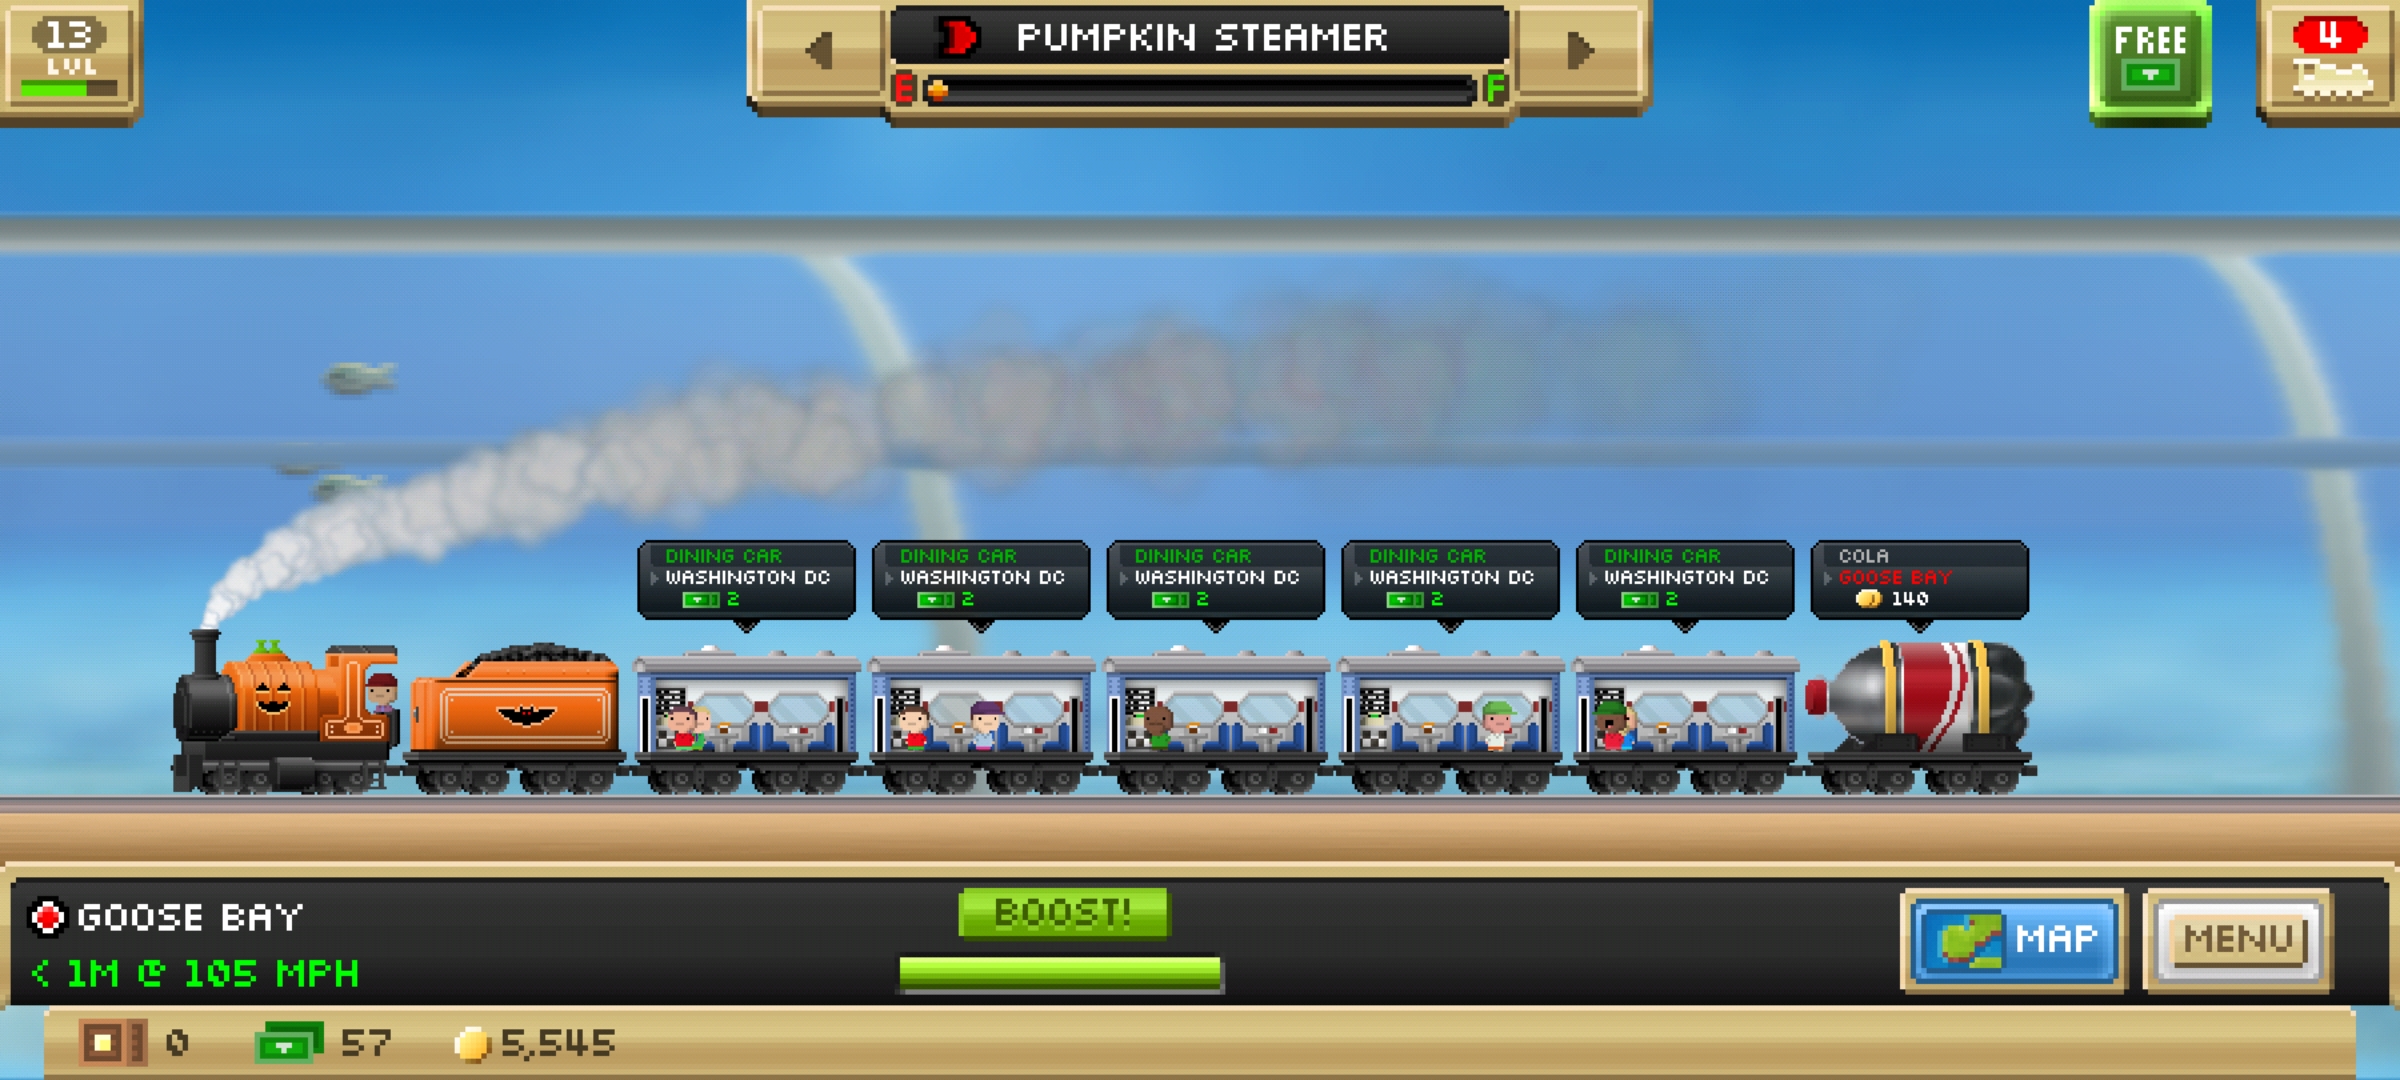 13
LVL
PUMPKIN STEAMER
E F
FREE
4
DINING CAR
WASHINGTON DC
2
DINING CAR
WASHINGTON DC
2
DINING CAR
WASHINGTON DC
2
DINING CAR
WASHINGTON DC
2
DINING CAR
WASHINGTON DC
2
COLA
GOOSE BAY
140
GOOSE BAY
< 1M @ 105 MPH
BOOST!
MAP
MENU
0
57
5,545